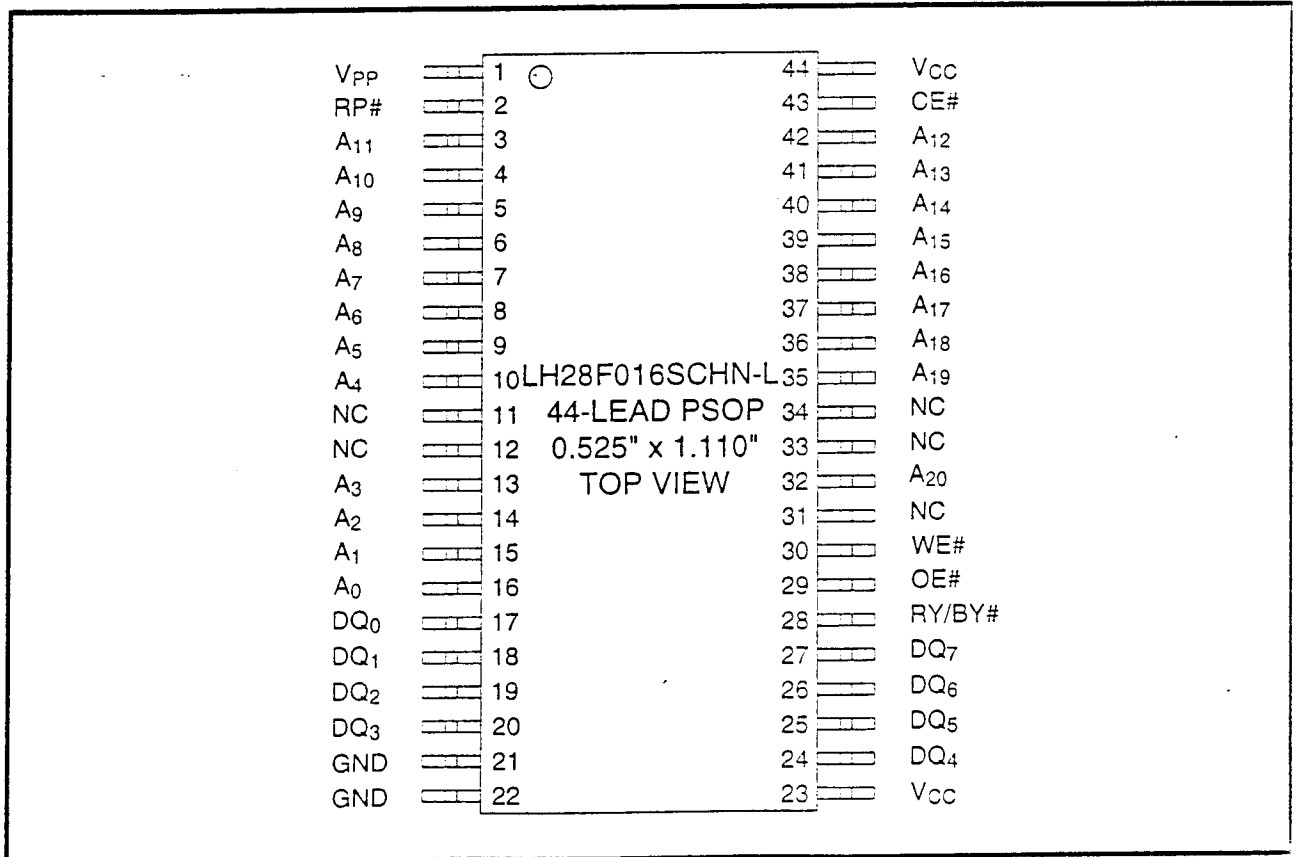 VPP 1 44 VCC
RP# 2 43 CE#
A11 3 42 A12
A10 4 41 A13
A9 5 40 A14
A8 6 39 A15
A7 7 38 A16
A6 8 37 A17
A5 9 36 A18
A4 10 LH28F016SCHN-L 35 A19
NC 11 44-LEAD PSOP 34 NC
NC 12 0.525" x 1.110" 33 NC
A3 13 TOP VIEW 32 A20
A2 14 31 NC
A1 15 30 WE#
A0 16 29 OE#
DQ0 17 28 RY/BY#
DQ1 18 27 DQ7
DQ2 19 26 DQ6
DQ3 20 25 DQ5
GND 21 24 DQ4
GND 22 23 VCC